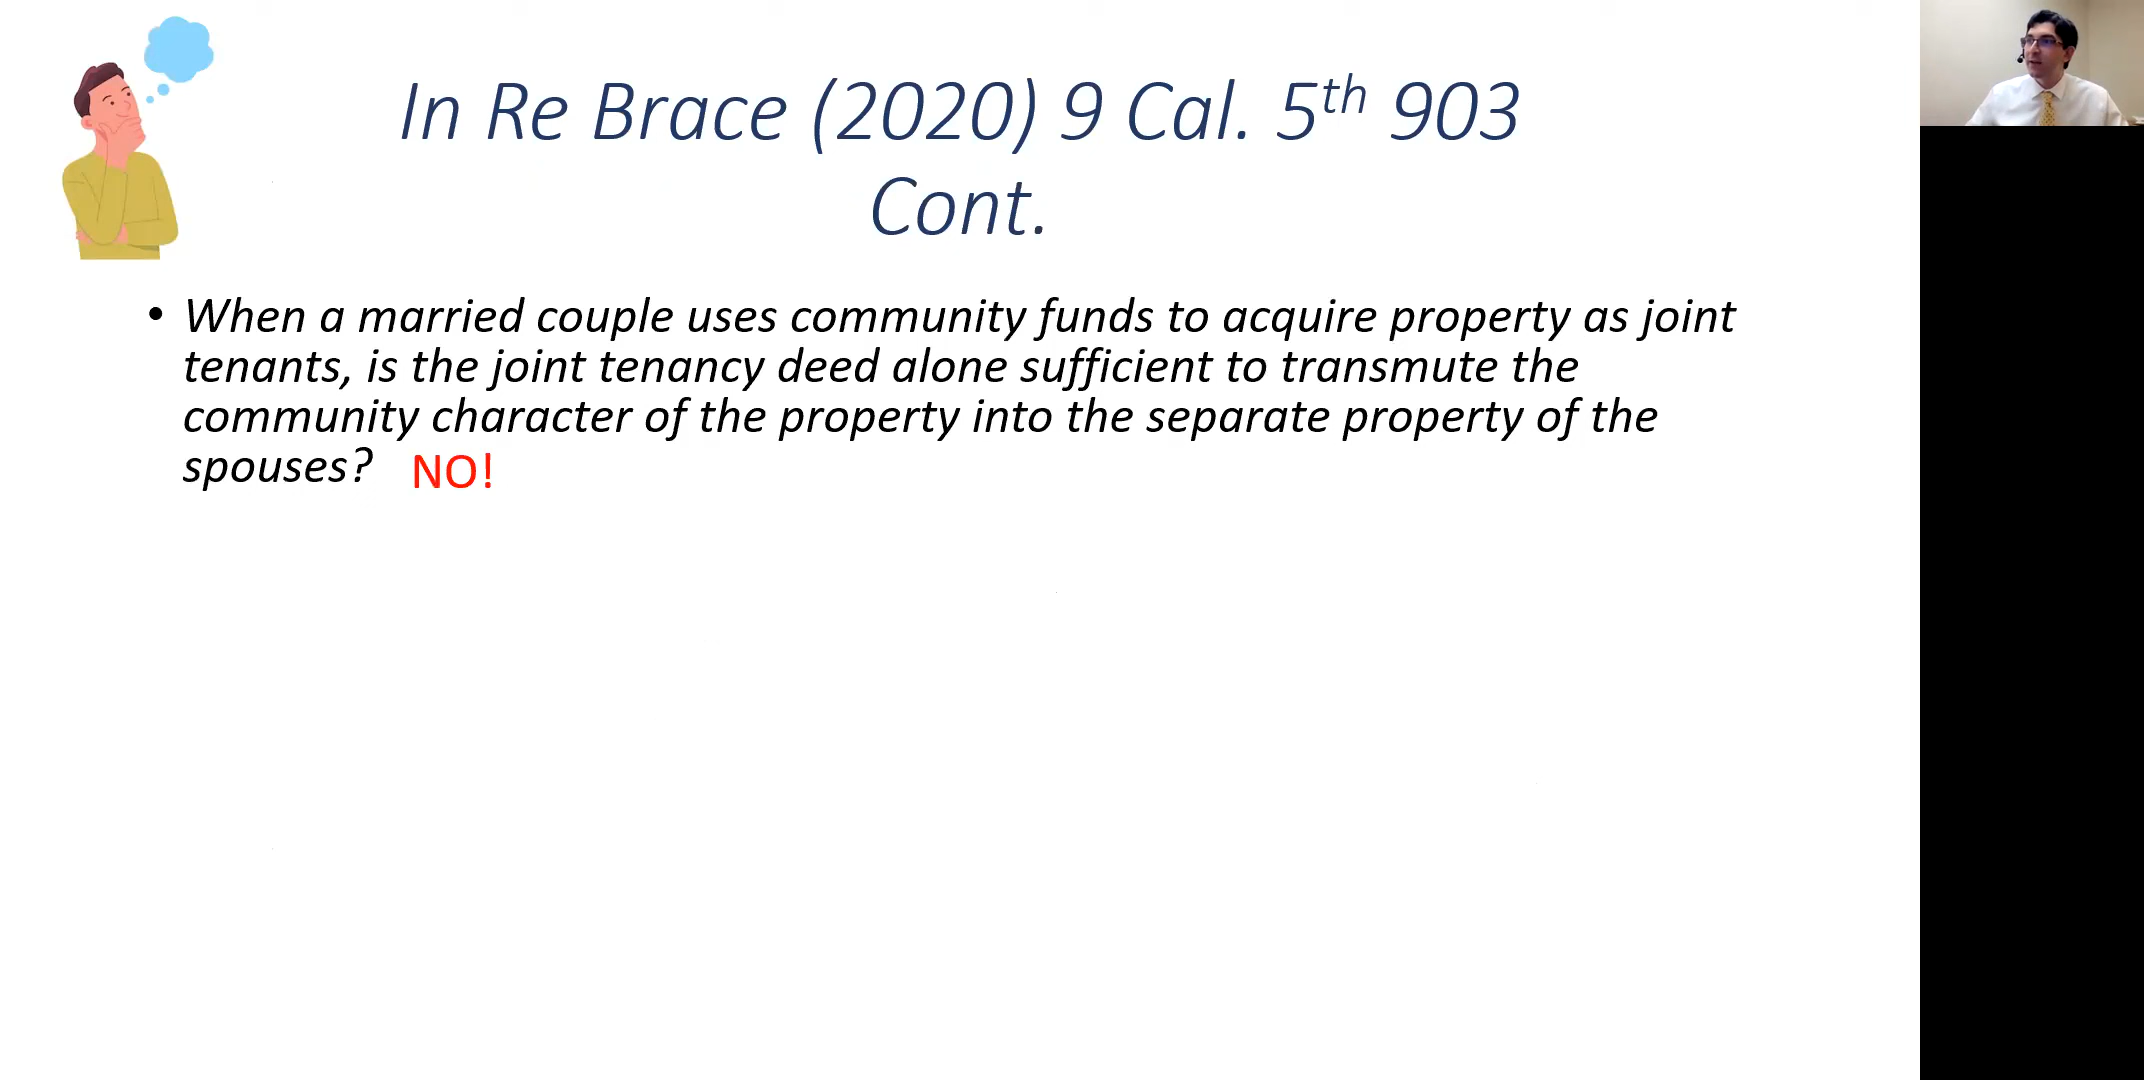 In Re Brace (2020) 9 Cal. 5th 903
Cont.
• When a married couple uses community funds to acquire property as joint
tenants, is the joint tenancy deed alone sufficient to transmute the
community character of the property into the separate property of the
spouses? NO!